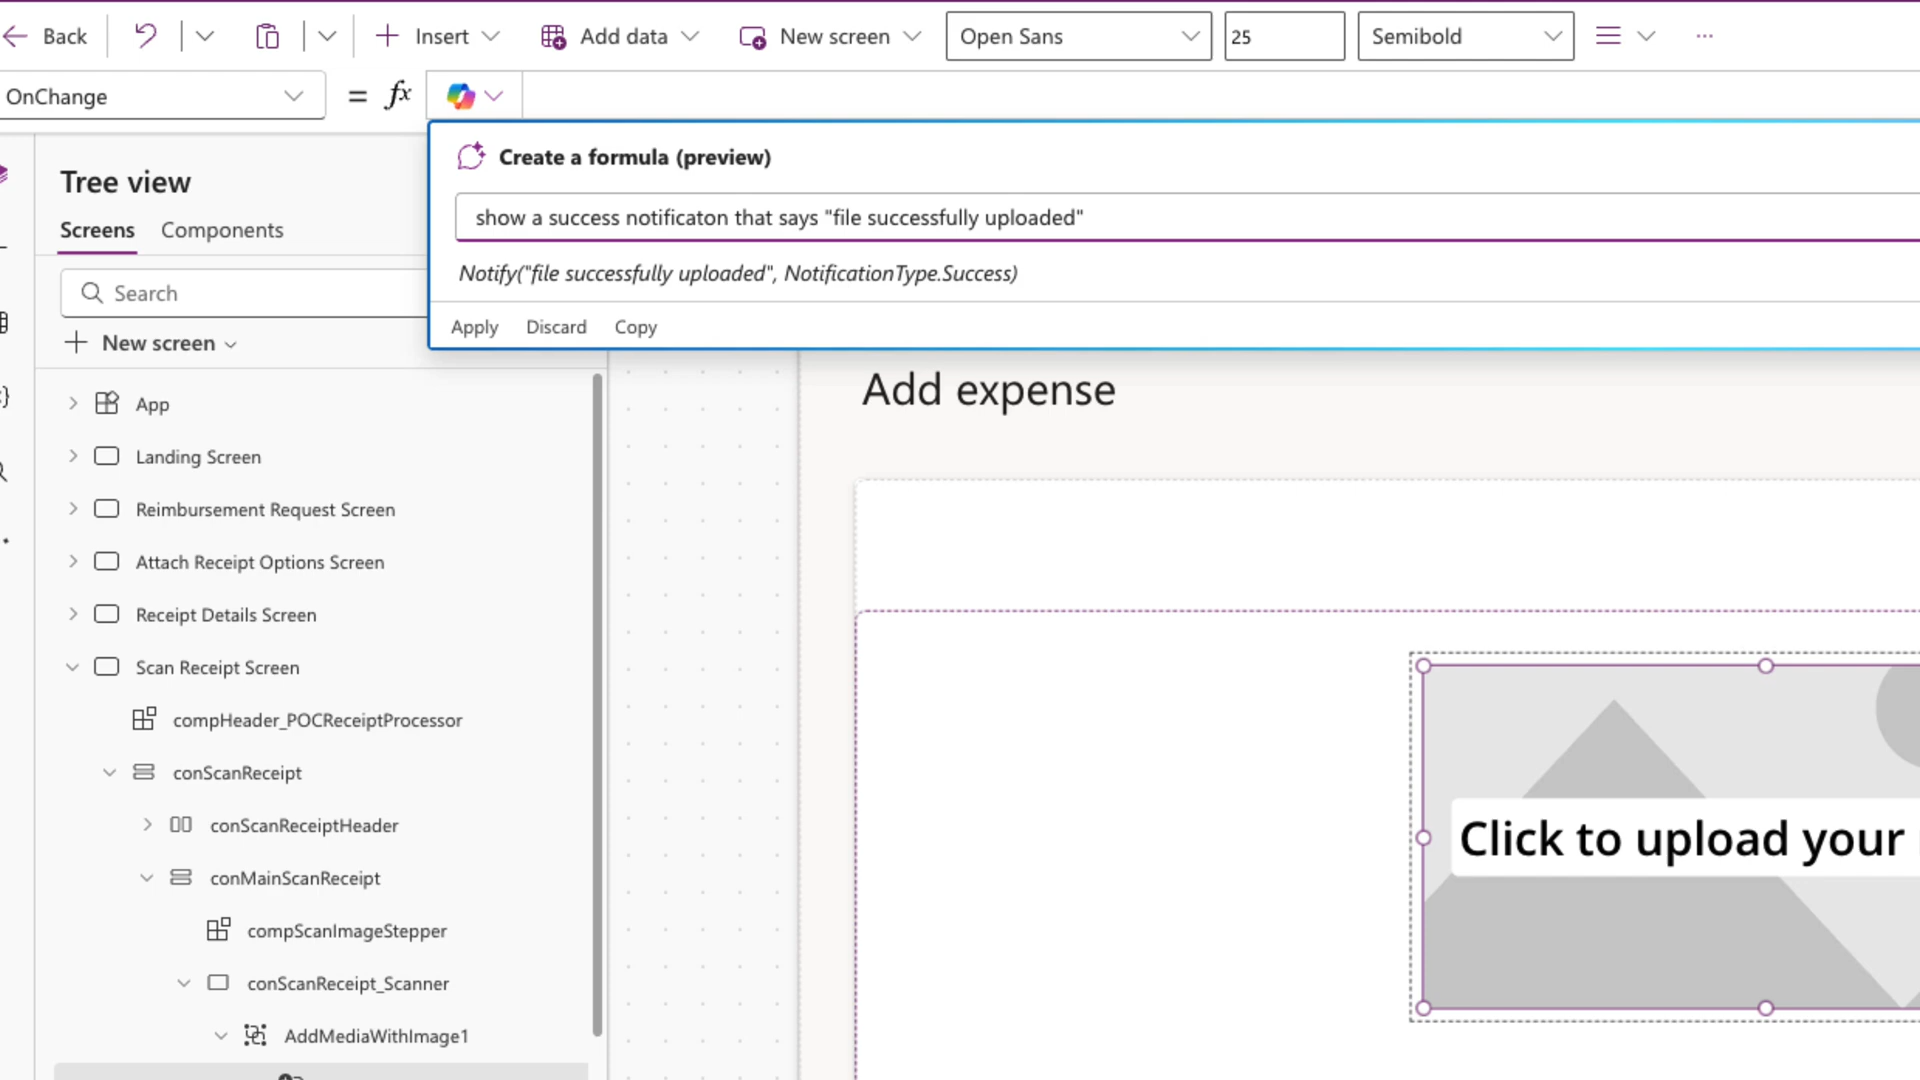 Back
Insert
Add data
New screen
Open Sans
25
Semibold
OnChange
= fx
Create a formula (preview)
show a success notificaton that says "file successfully uploaded"
Notify("file successfully uploaded", NotificationType.Success)
Apply Discard Copy
Tree view
Screens Components
Search
New screen
App
Landing Screen
Reimbursement Request Screen
Attach Receipt Options Screen
Receipt Details Screen
Scan Receipt Screen
compHeader_POCReceiptProcessor
conScanReceipt
conScanReceiptHeader
conMainScanReceipt
compScanImageStepper
conScanReceipt_Scanner
AddMediaWithImage1
Add expense
Click to upload your